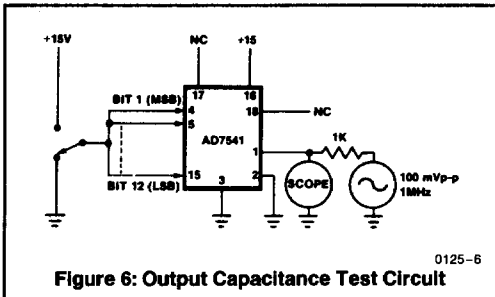 +15V
NC
+15
17
16
BIT 1 (MSB)
4
5
18
NC
AD7541
1K
1
15
2
SCOPE
100 mVp-p
1MHz
BIT 12 (LSB)
3
0125-6
Figure 6: Output Capacitance Test Circuit